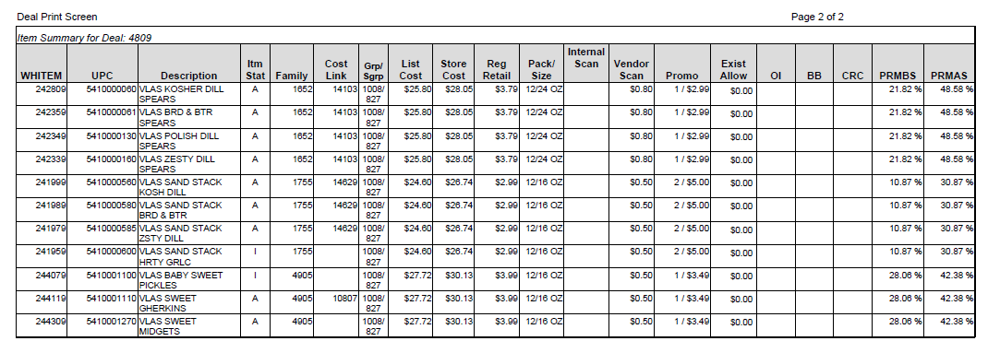 Deal Print Screen Page 2 of 2
Item Summary for Deal: 4809
WHITEM UPC Description Itm Stat Family Cost Link Grp/ Sgrp List Cost Store Cost Reg Retail Pack/ Size Internal Scan Vendor Scan Promo Exist Allow OI BB CRC PRMBS PRMAS
242809 5410000060 VLAS KOSHER DILL A 1652 14103 1008/ $25.80 $28.05 $3.79 12/24 OZ $0.80 1 / $2.99 $0.00 21.82 % 48.58 %
SPEARS 827
242359 5410000061 VLAS BRD & BTR A 1652 14103 1008/ $25.80 $28.05 $3.79 12/24 OZ $0.80 1 / $2.99 $0.00 21.82 % 48.58 %
SPEARS 827
242349 5410000130 VLAS POLISH DILL A 1652 14103 1008/ $25.80 $28.05 $3.79 12/24 OZ $0.80 1 / $2.99 $0.00 21.82 % 48.58 %
SPEARS 827
242339 5410000160 VLAS ZESTY DILL A 1652 14103 1008/ $25.80 $28.05 $3.79 12/24 OZ $0.80 1 / $2.99 $0.00 21.82 % 48.58 %
SPEARS 827
241999 5410000560 VLAS SAND STACK A 1755 14629 1008/ $24.60 $26.74 $2.99 12/16 OZ $0.50 2 / $5.00 $0.00 10.87 % 30.87 %
KOSH DILL 827
241989 5410000580 VLAS SAND STACK A 1755 14629 1008/ $24.60 $26.74 $2.99 12/16 OZ $0.50 2 / $5.00 $0.00 10.87 % 30.87 %
BRD & BTR 827
241979 5410000585 VLAS SAND STACK A 1755 14629 1008/ $24.60 $26.74 $2.99 12/16 OZ $0.50 2 / $5.00 $0.00 10.87 % 30.87 %
ZSTY DILL 827
241959 5410000600 VLAS SAND STACK I 1755 1008/ $24.60 $26.74 $2.99 12/16 OZ $0.50 2 / $5.00 $0.00 10.87 % 30.87 %
HRTY GRLC 827
244079 5410001100 VLAS BABY SWEET I 4905 1008/ $27.72 $30.13 $3.99 12/16 OZ $0.50 1 / $3.49 $0.00 28.06 % 42.38 %
PICKLES 827
244119 5410001110 VLAS SWEET A 4905 10807 1008/ $27.72 $30.13 $3.99 12/16 OZ $0.50 1 / $3.49 $0.00 28.06 % 42.38 %
GHERKINS 827
244309 5410001270 VLAS SWEET A 4905 1008/ $27.72 $30.13 $3.99 12/16 OZ $0.50 1 / $3.49 $0.00 28.06 % 42.38 %
MIDGETS 827